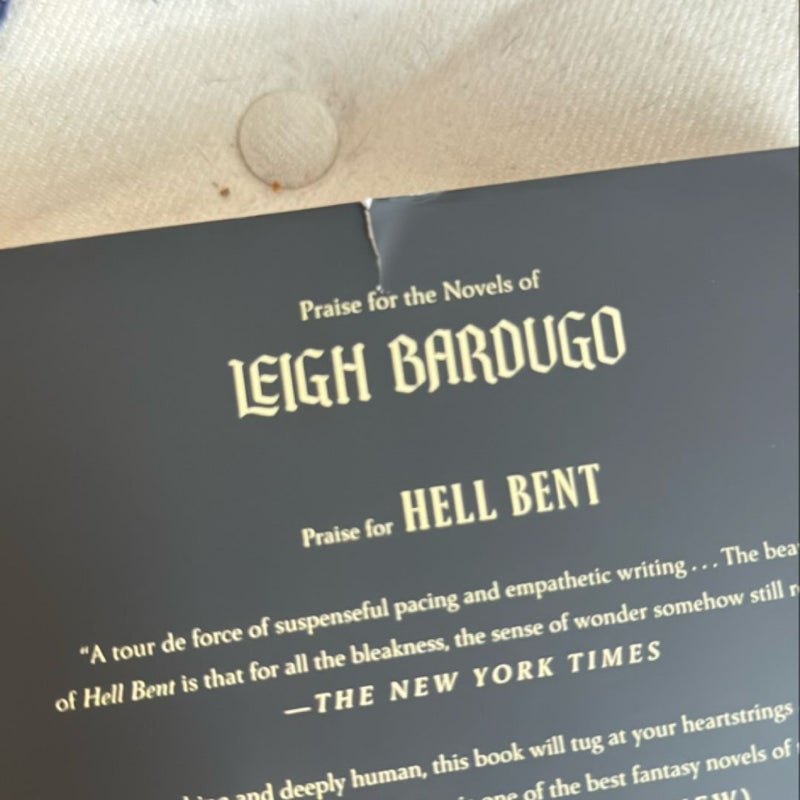 Praise for the Novels of
LEIGH BARDUGO
Praise for HELL BENT
“A tour de force of suspenseful pacing and empathetic writing . . . The
of Hell Bent is that for all the bleakness, the sense of wonder somehow still
—THE NEW YORK TIMES
and deeply human, this book will tug at your heartstrings
one of the best fantasy novels of